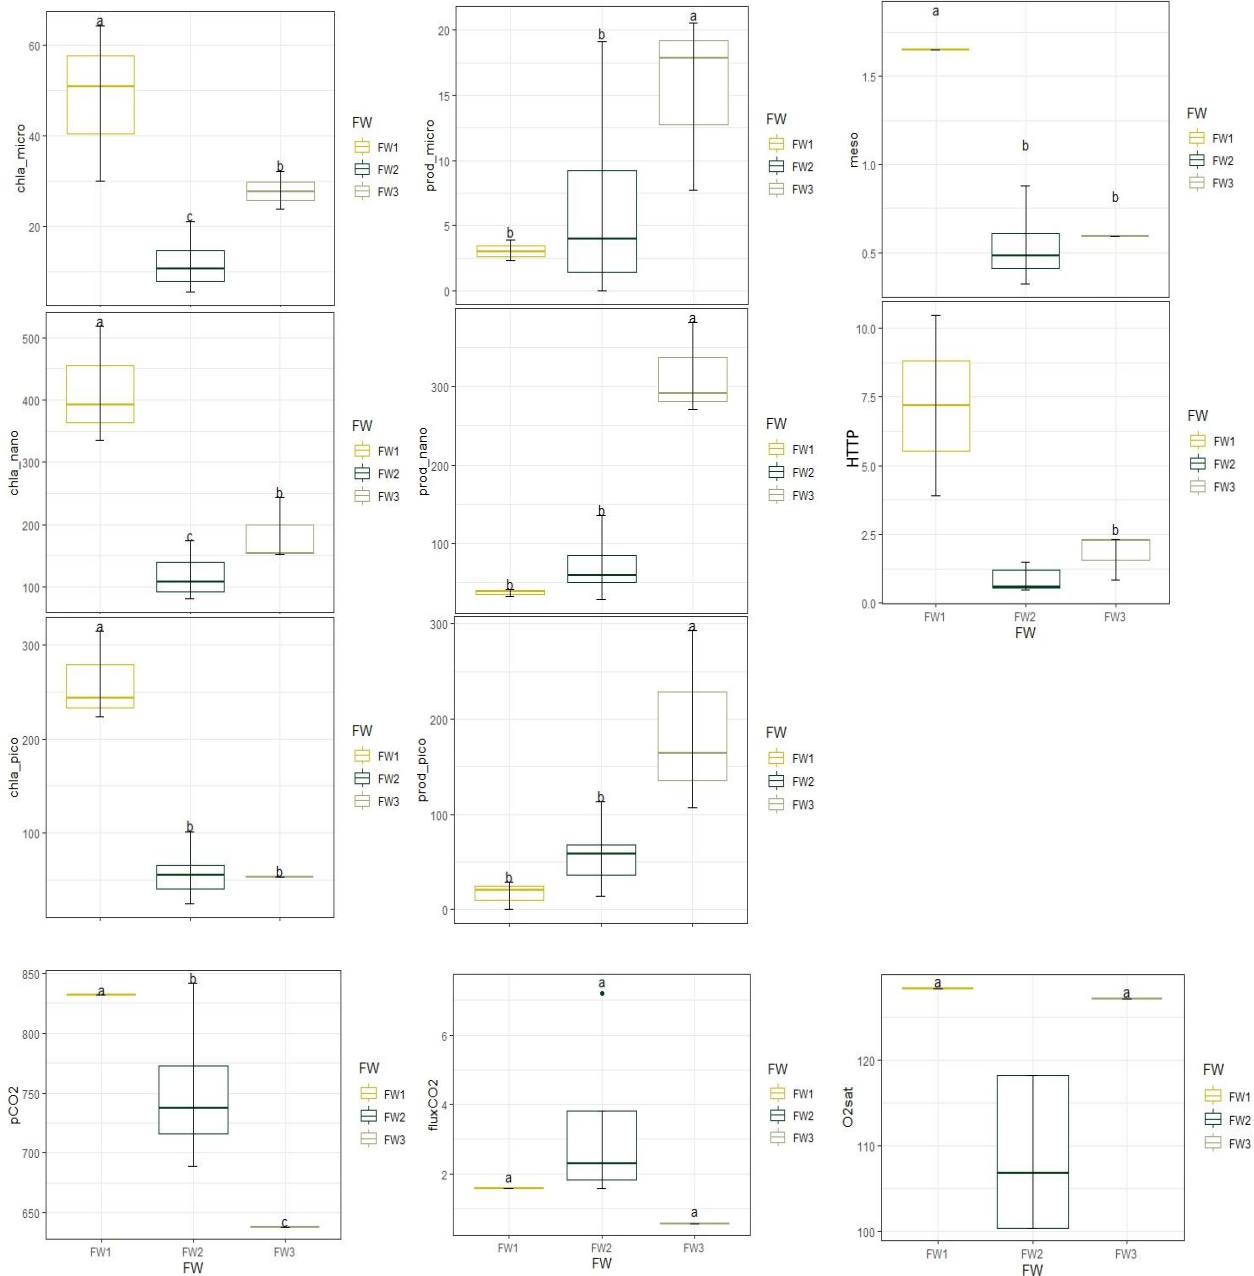 a
60
40
20
c
b
chla_micro
FW
FW1
FW2
FW3
20
15
10
5
0
b
b
a
prod_micro
FW
FW1
FW2
FW3
a
1.5
1.0
0.5
b
b
meso
FW
FW1
FW2
FW3
a
500
400
300
200
100
c
b
chla_nano
FW
FW1
FW2
FW3
300
200
100
b
b
a
prod_nano
FW
FW1
FW2
FW3
10.0
7.5
5.0
2.5
0.0
b
HTTP
FW1
FW2
FW3
FW
FW
FW1
FW2
FW3
a
300
200
100
b
b
chla_pico
FW
FW1
FW2
FW3
300
200
100
0
b
b
a
prod_pico
FW
FW1
FW2
FW3
850
800
750
700
650
a
b
c
pCO2
FW1
FW2
FW3
FW
FW
FW1
FW2
FW3
6
4
2
a
a
a
fluxCO2
FW1
FW2
FW3
FW
FW
FW1
FW2
FW3
120
110
100
a
a
O2sat
FW1
FW2
FW3
FW
FW
FW1
FW2
FW3